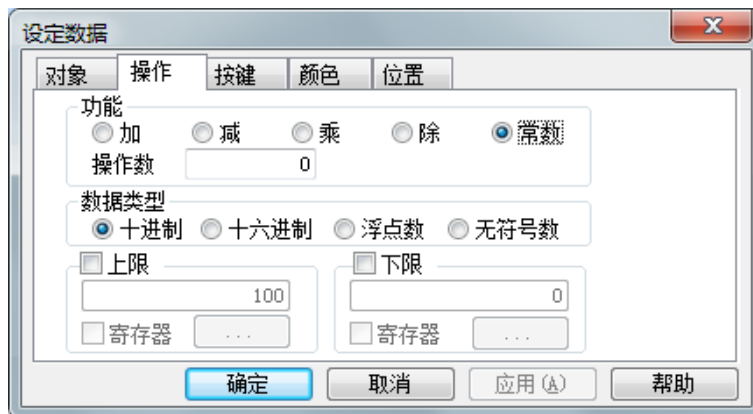 设定数据
对象 操作 按键 颜色 位置
功能
加 减 乘 除 常数
操作数 0
数据类型
十进制 十六进制 浮点数 无符号数
上限 下限
100 0
寄存器 ... 寄存器 ...
确定 取消 应用(A) 帮助